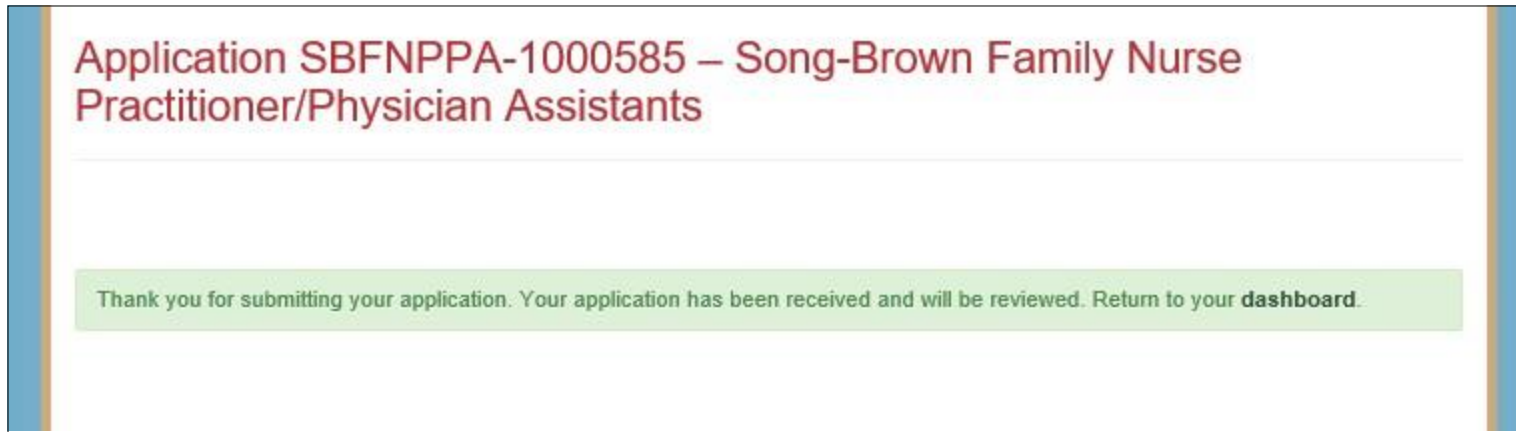 Application SBFNPPA-1000585 – Song-Brown Family Nurse
Practitioner/Physician Assistants
Thank you for submitting your application. Your application has been received and will be reviewed. Return to your dashboard.